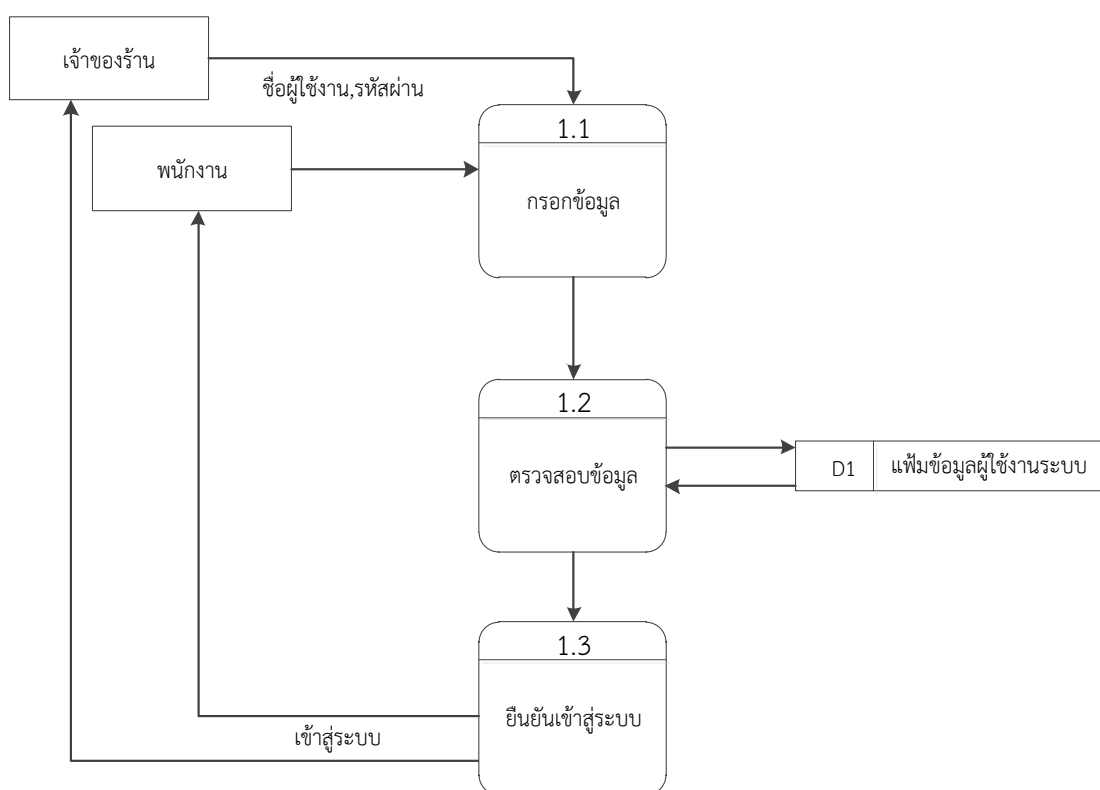 เจ้าของร้าน
ชื่อผู้ใช้งาน,รหัสผ่าน
พนักงาน
1.1
กรอกข้อมูล
1.2
ตรวจสอบข้อมูล
D1
แฟ้มข้อมูลผู้ใช้งานระบบ
1.3
ยืนยันเข้าสู่ระบบ
เข้าสู่ระบบ